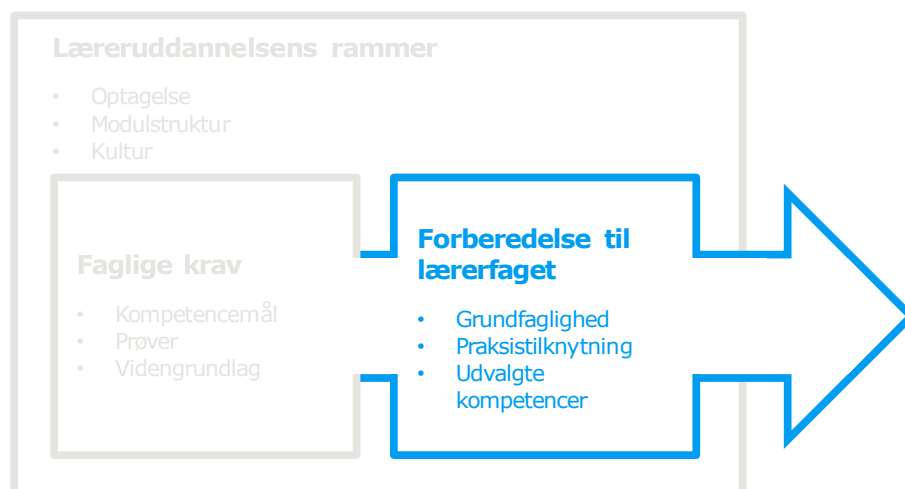 Læreruddannelsens rammer
• Optagelse
• Modulstruktur
• Kultur
Faglige krav
• Kompetencemål
• Prøver
• Videngrundlag
Forberedelse til
lærerfaget
• Grundfaglighed
• Praksistilknytning
• Udvalgte
kompetencer